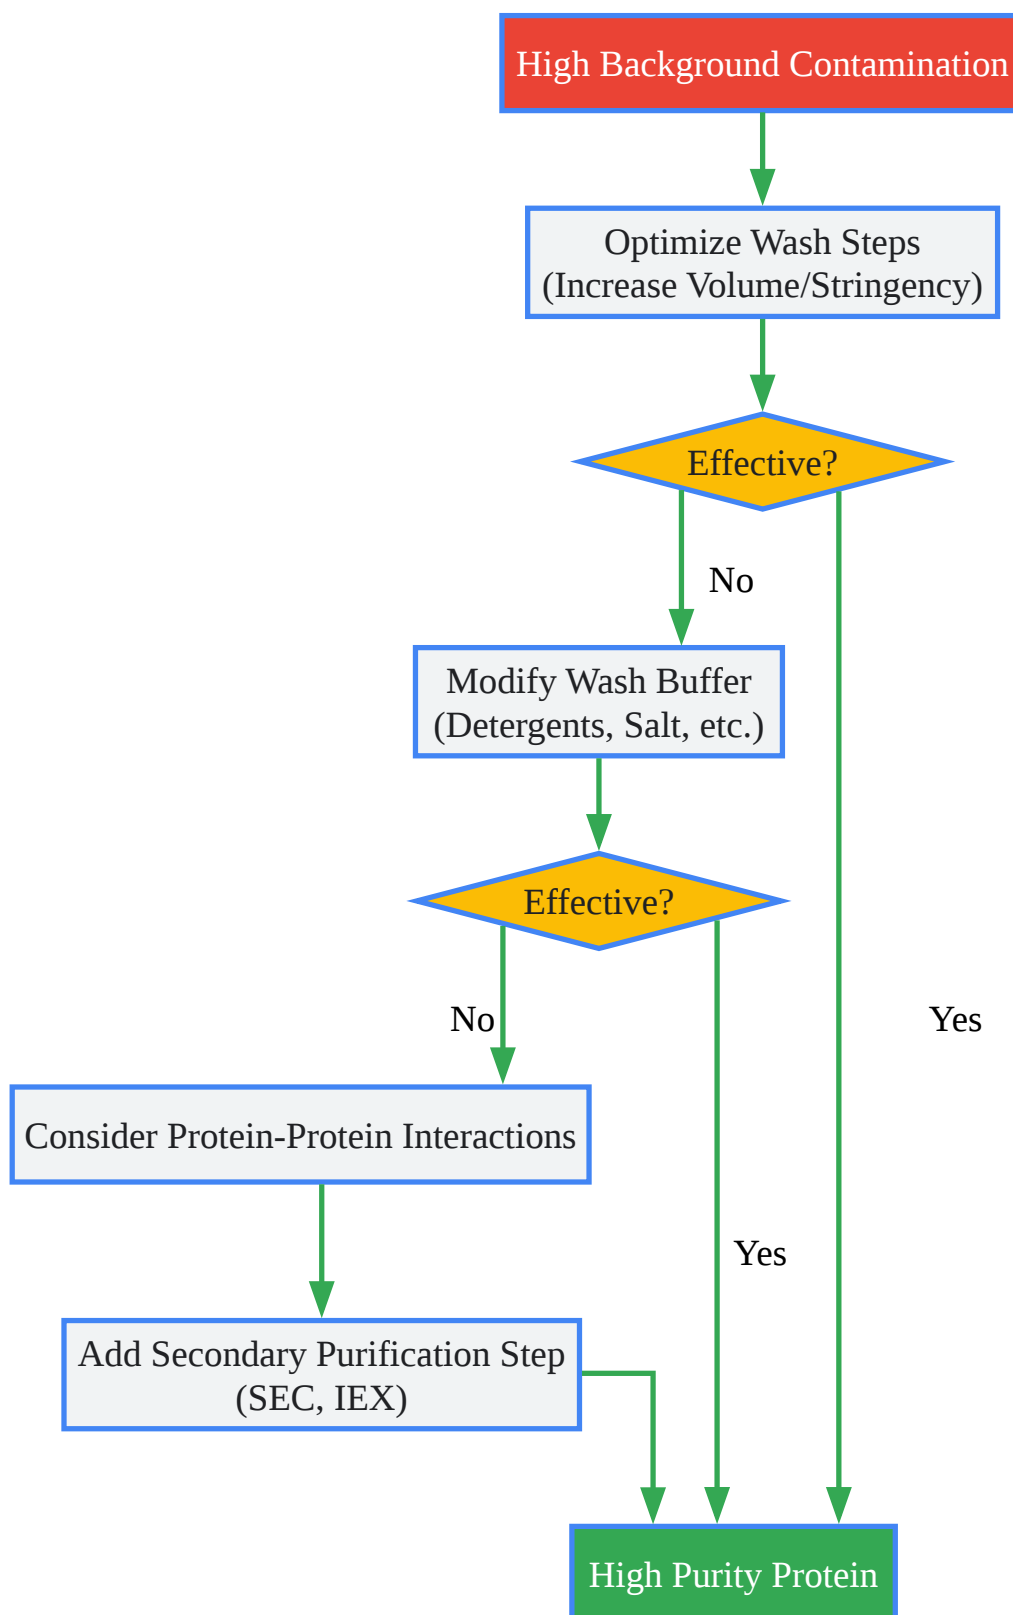 High Background Contamination
Optimize Wash Steps
(Increase Volume/Stringency)
Effective?
No
Modify Wash Buffer
(Detergents, Salt, etc.)
Effective?
No
Yes
Consider Protein-Protein Interactions
Yes
Add Secondary Purification Step
(SEC, IEX)
High Purity Protein